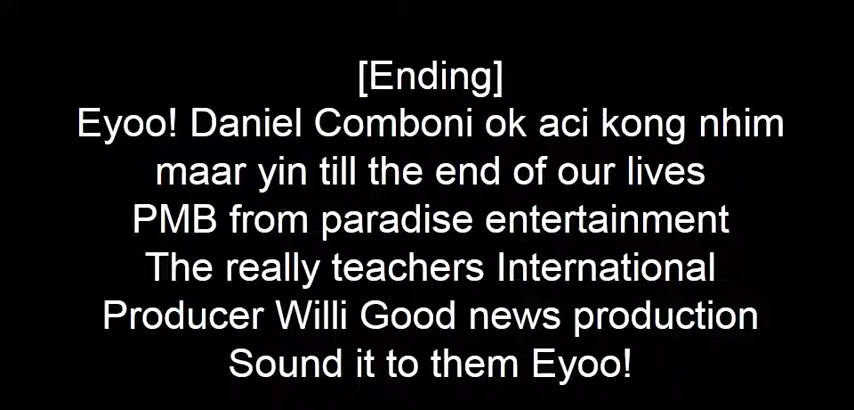 [Ending]
Eyoo! Daniel Comboni ok aci kong nhim
maar yin till the end of our lives
PMB from paradise entertainment
The really teachers International
Producer Willi Good news production
Sound it to them Eyoo!